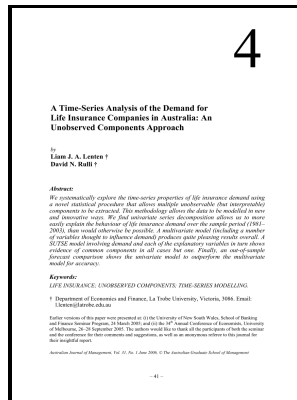 4
A Time-Series Analysis of the Demand for
Life Insurance Companies in Australia: An
Unobserved Components Approach
by
Liam J. A. Lenten †
David N. Rulli †
Abstract:
We systematically explore the time-series properties of life insurance demand using
a novel statistical procedure that allows multiple unobservable (but interpretable)
components to be extracted. This methodology allows the data to be modelled in new
and innovative ways. We find univariate series decomposition allows us to more
easily explain the behaviour of life insurance demand over the sample period (1981–
2003), than would otherwise be possible. A multivariate model (including a number
of variables thought to influence demand) produces quite pleasing results overall. A
SUTSE model involving demand and each of the explanatory variables in turn shows
evidence of common components in all cases but one. Finally, an out-of-sample
forecast comparison shows the univariate model to outperform the multivariate
model for accuracy.
Keywords:
LIFE INSURANCE; UNOBSERVED COMPONENTS; TIME-SERIES MODELLING.
† Department of Economics and Finance, La Trobe University, Victoria, 3086. Email:
l.lenten@latrobe.edu.au
Earlier versions of this paper were presented at: (i) the University of New South Wales, School of Banking
and Finance Seminar Program, 24 March 2005; and (ii) the 34th Annual Conference of Economists, University
of Melbourne, 26–28 September 2005. The authors would like to thank all the participants of both the seminar
and the conference for their comments and suggestions, as well as an anonymous referee to this journal for
their insightful report.
Australian Journal of Management, Vol. 31, No. 1 June 2006, © The Australian Graduate School of Management
– 41 –